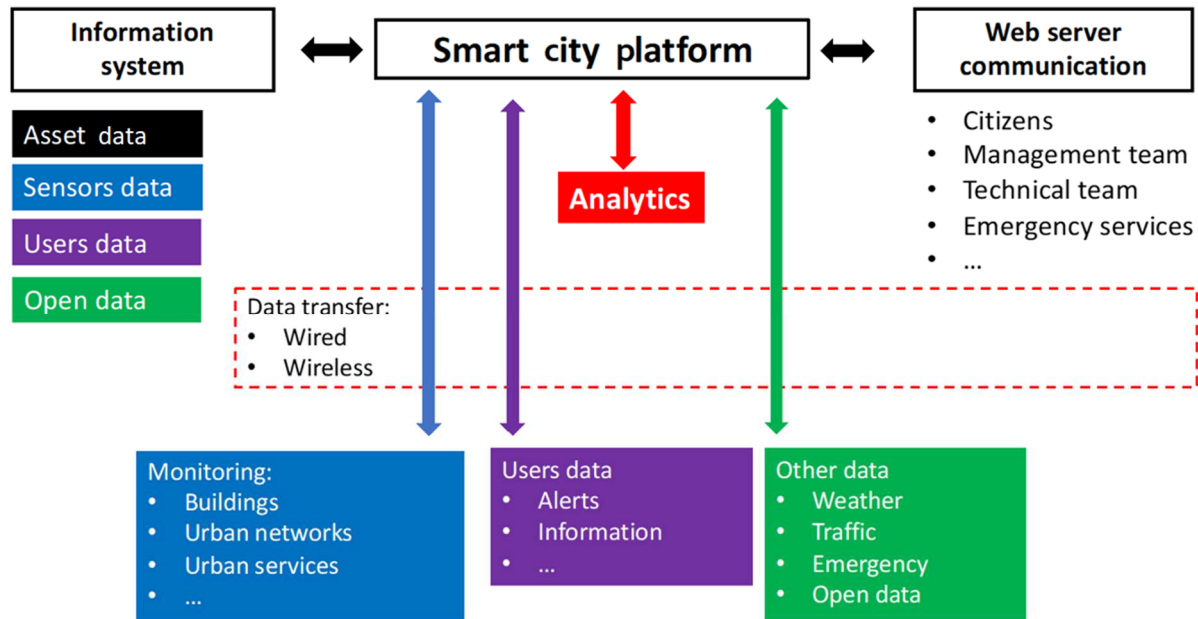 Information
system
Smart city platform
Web server
communication
Asset data
Sensors data
Users data
Open data
Analytics
• Citizens
• Management team
• Technical team
• Emergency services
• ...
Data transfer:
• Wired
• Wireless
Monitoring:
• Buildings
• Urban networks
• Urban services
• ...
Users data
• Alerts
• Information
• ...
Other data
• Weather
• Traffic
• Emergency
• Open data